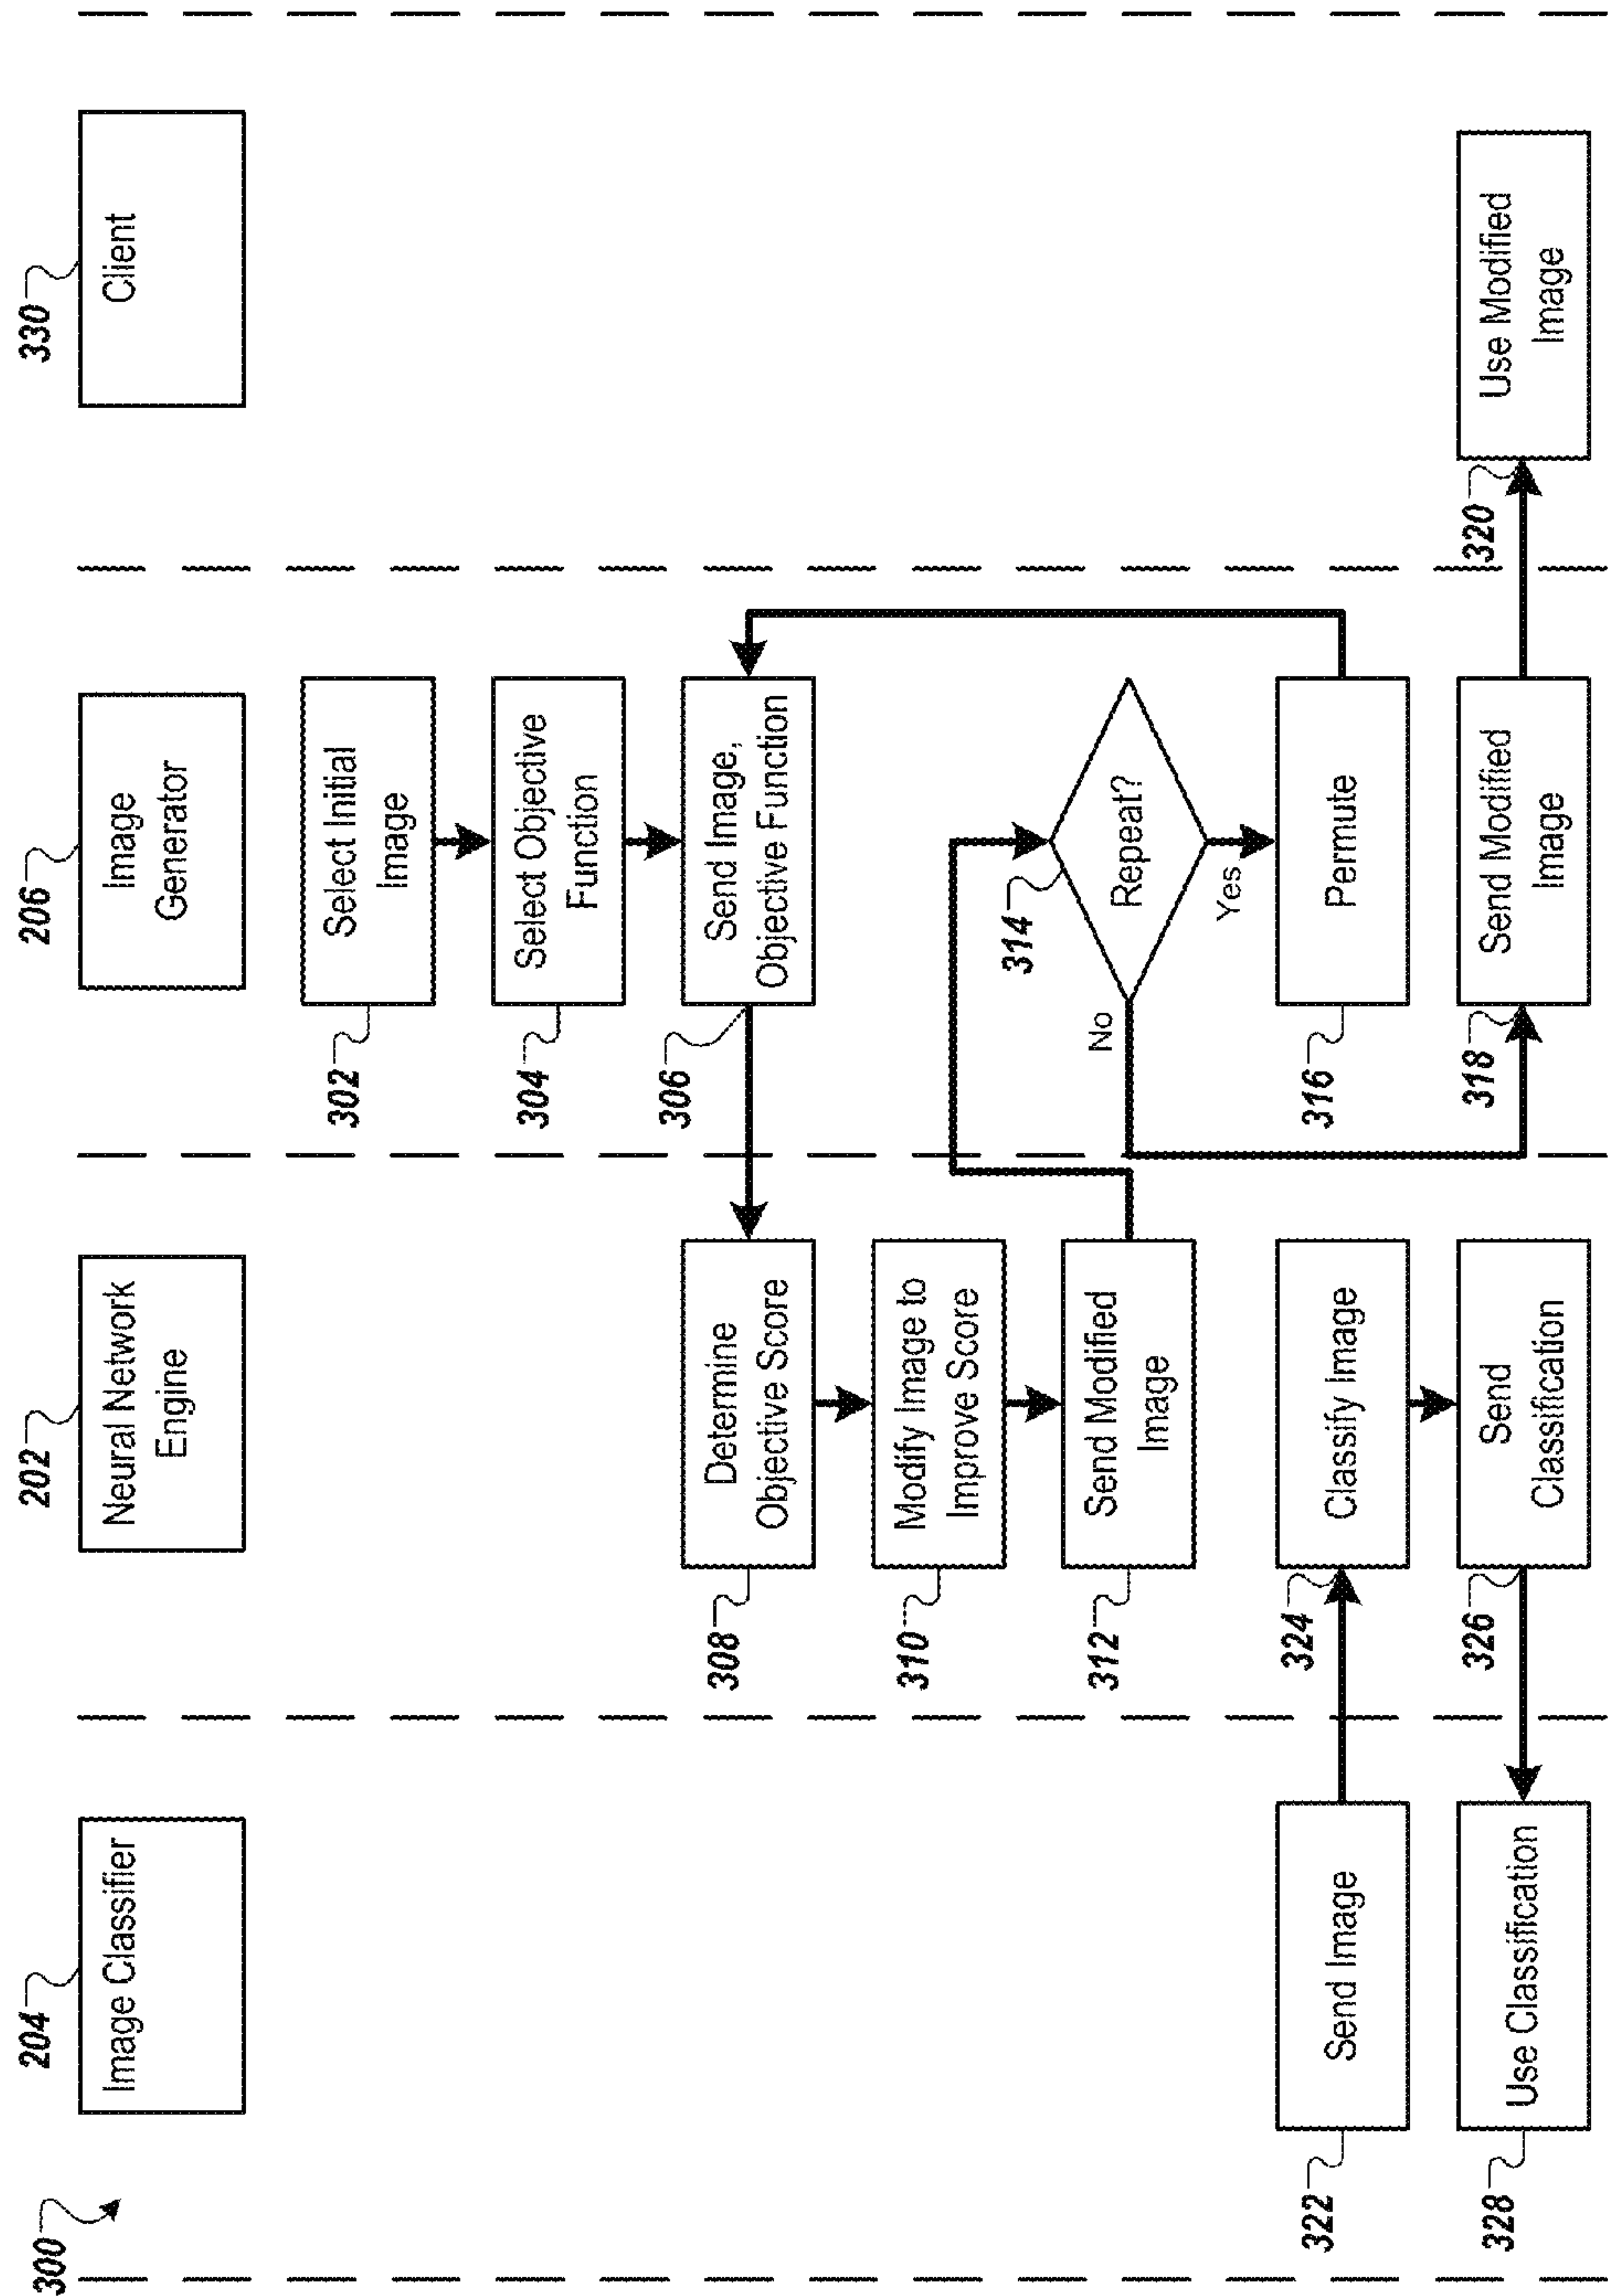 300
204
Image Classifier
202
Neural Network
Engine
206
Image
Generator
330
Client
302
Select Initial
Image
304
Select Objective
Function
306
Send Image,
Objective Function
308
Determine
Objective Score
310
Modify Image to
Improve Score
312
Send Modified
Image
314
Repeat?
No
Yes
316
Permute
322
Send Image
324
Classify Image
328
Use Classification
326
Send
Classification
318
Send Modified
Image
320
Use Modified
Image